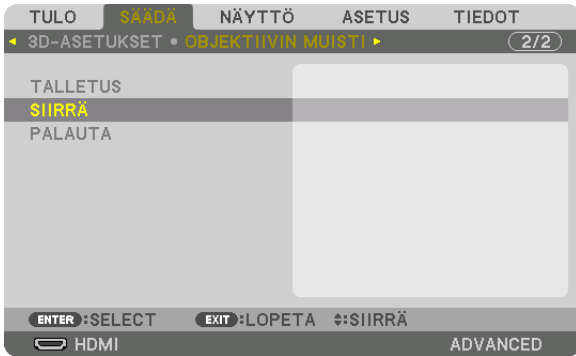 TULO SÄÄDÄ NÄYTTÖ ASETUS TIEDOT
3D-ASETUKSET • OBJEKTIIVIN MUISTI 2/2
TALLETUS
SIIRRÄ
PALAUTA
ENTER :SELECT EXIT :LOPETA :SIIRRÄ
HDMI ADVANCED